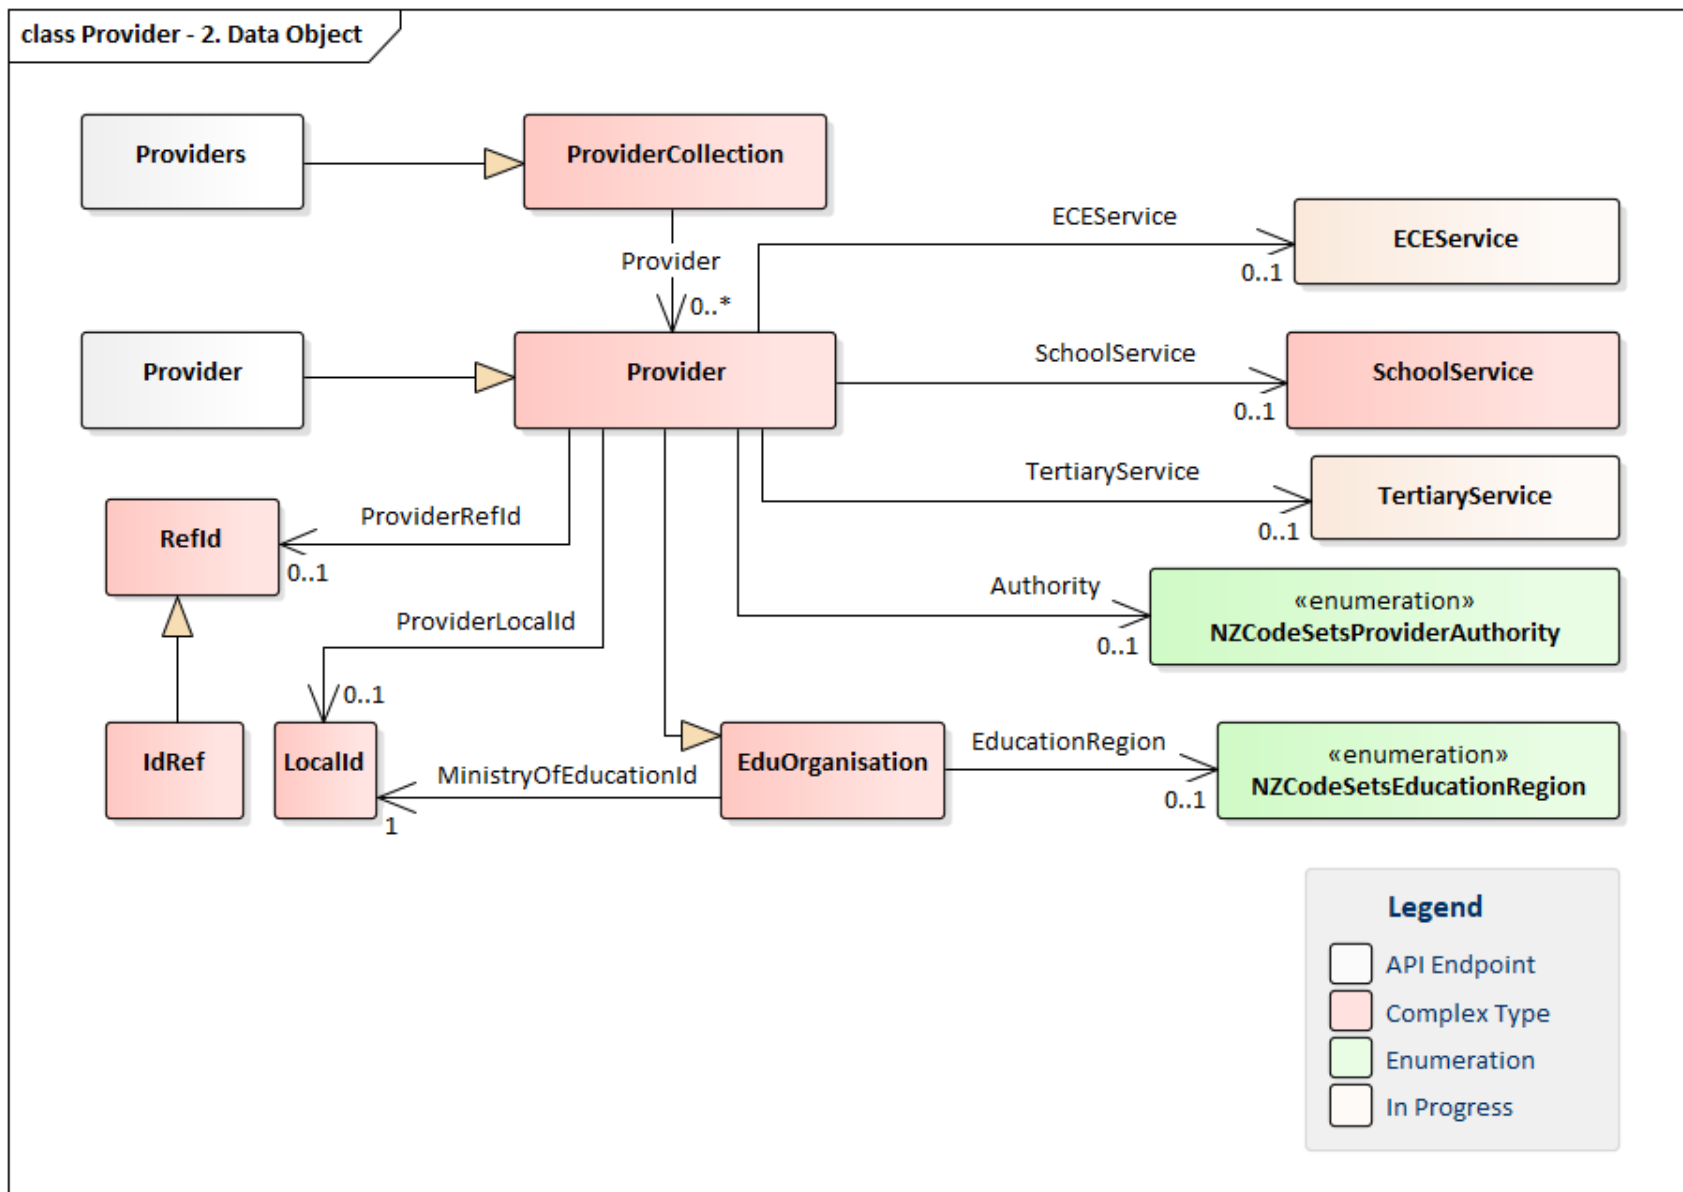 class Provider - 2. Data Object
Providers
ProviderCollection
ECEService
0..1
ECEService
Provider
0..*
Provider
Provider
SchoolService
0..1
SchoolService
TertiaryService
0..1
TertiaryService
ProviderRefId
0..1
RefId
Authority
0..1
«enumeration»
NZCodeSetsProviderAuthority
ProviderLocalId
0..1
IdRef
LocalId
MinistryOfEducationId
1
EduOrganisation
EducationRegion
0..1
«enumeration»
NZCodeSetsEducationRegion
Legend
API Endpoint
Complex Type
Enumeration
In Progress